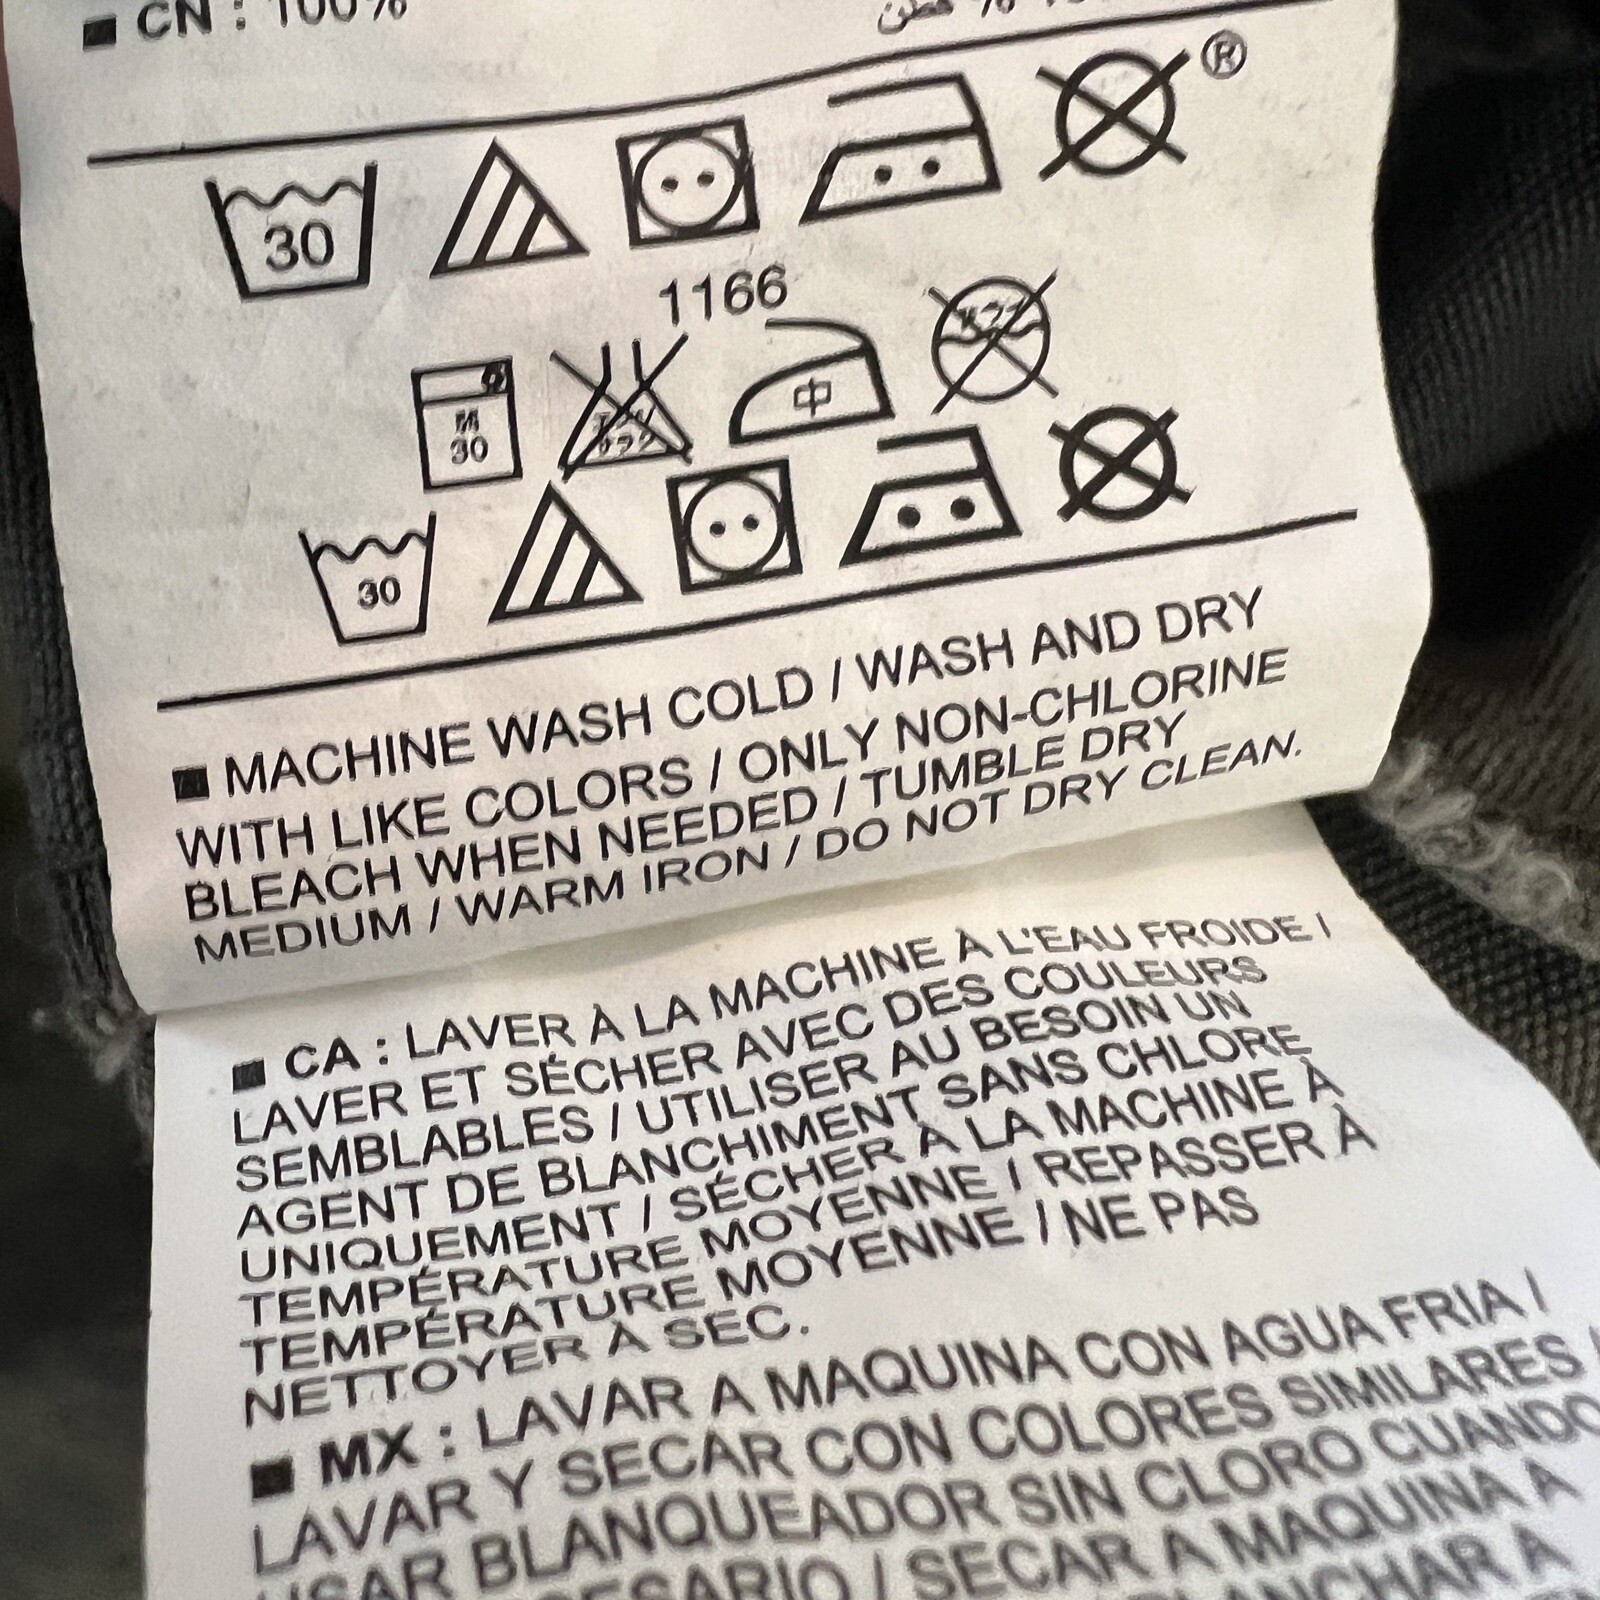 ■ CN : 100%
قطن %
30
®
1166
M
30
中
30
■ MACHINE WASH COLD / WASH AND DRY
WITH LIKE COLORS / ONLY NON-CHLORINE
BLEACH WHEN NEEDED / TUMBLE DRY
MEDIUM / WARM IRON / DO NOT DRY CLEAN.
■ CA : LAVER À LA MACHINE À L'EAU FROIDE /
LAVER ET SÉCHER AVEC DES COULEURS
SEMBLABLES / UTILISER AU BESOIN UN
AGENT DE BLANCHIMENT SANS CHLORE
UNIQUEMENT / SÉCHER À LA MACHINE À
TEMPÉRATURE MOYENNE / REPASSER À
TEMPÉRATURE MOYENNE / NE PAS
NETTOYER À SEC.
■ MX : LAVAR A MAQUINA CON AGUA FRIA /
LAVAR Y SECAR CON COLORES SIMILARES /
USAR BLANQUEADOR SIN CLORO CUANDO
/ SECAR A MAQUINA A